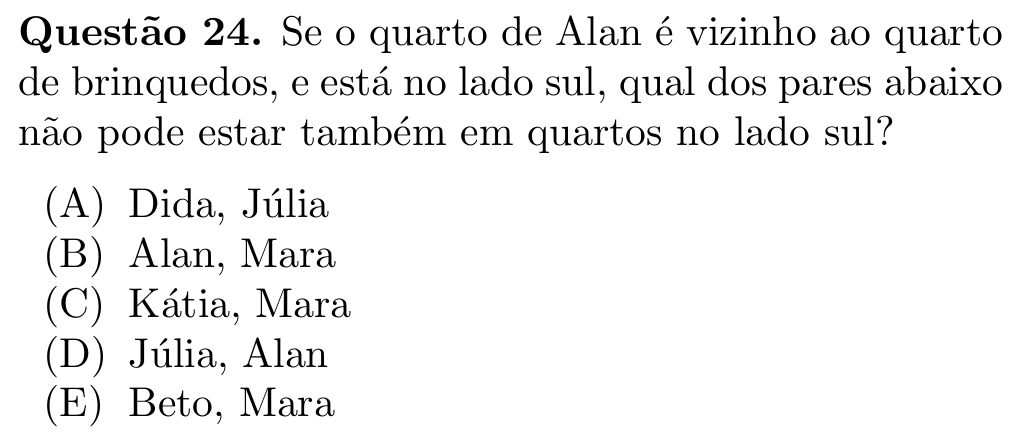 Questão 24. Se o quarto de Alan é vizinho ao quarto
de brinquedos, e está no lado sul, qual dos pares abaixo
não pode estar também em quartos no lado sul?
(A) Dida, Júlia
(B) Alan, Mara
(C) Kátia, Mara
(D) Júlia, Alan
(E) Beto, Mara